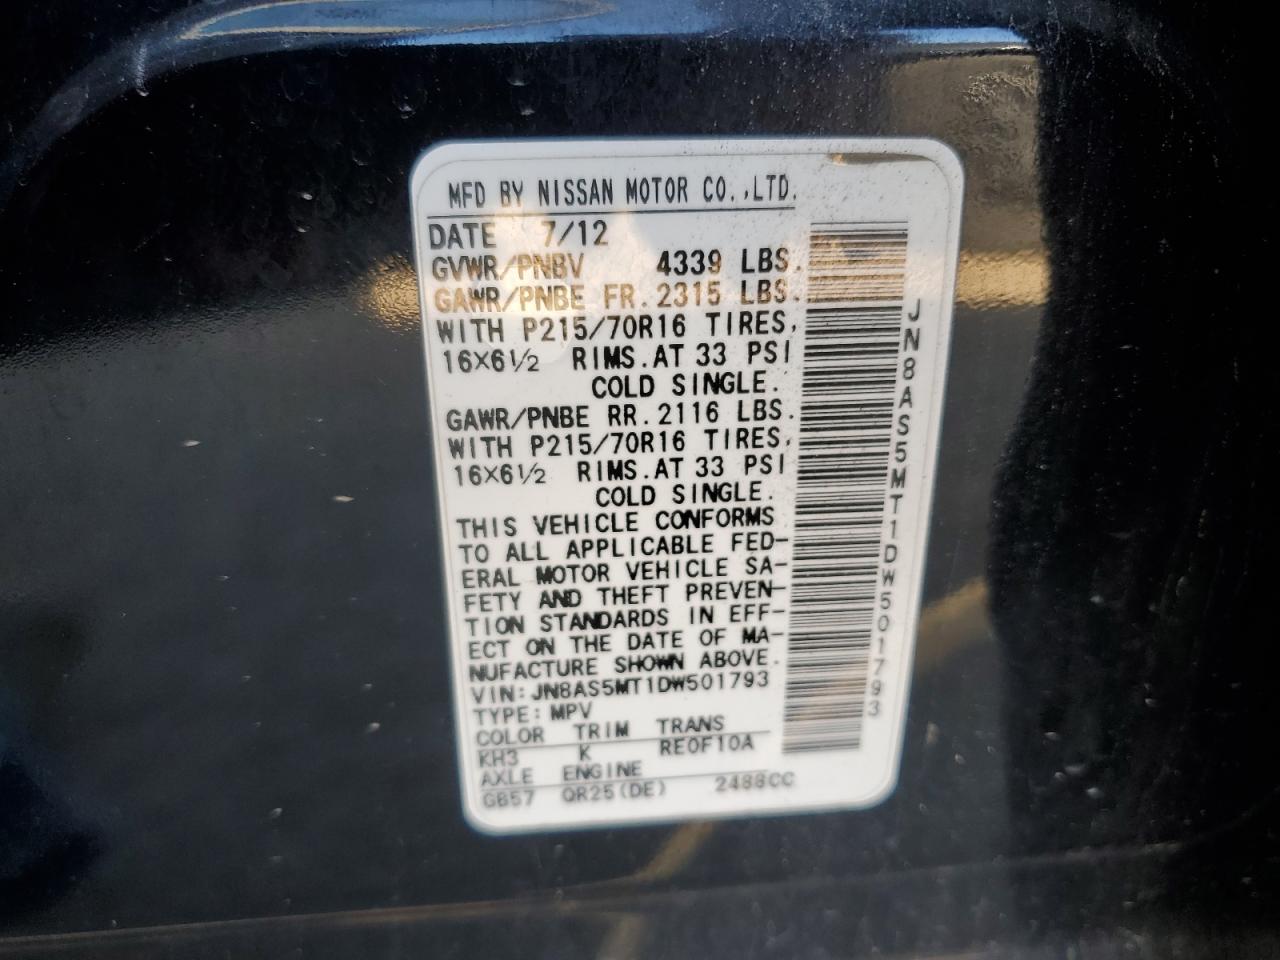 MFD BY NISSAN MOTOR CO.,LTD.
DATE 7/12
GVWR/PNBV 4339 LBS.
GAWR/PNBE FR.2315 LBS.
WITH P215/70R16 TIRES,
16X6½ RIMS.AT 33 PSI
COLD SINGLE.
GAWR/PNBE RR.2116 LBS.
WITH P215/70R16 TIRES,
16X6½ RIMS.AT 33 PSI
COLD SINGLE.
THIS VEHICLE CONFORMS
TO ALL APPLICABLE FED-
ERAL MOTOR VEHICLE SA-
FETY AND THEFT PREVEN-
TION STANDARDS IN EFF-
ECT ON THE DATE OF MA-
NUFACTURE SHOWN ABOVE.
VIN:JN8AS5MT1DW501793
TYPE:MPV
COLOR TRIM TRANS
KH3 K RE0F10A
AXLE ENGINE
GB57 QR25(DE) 2488CC
JN8AS5MT1DW501793